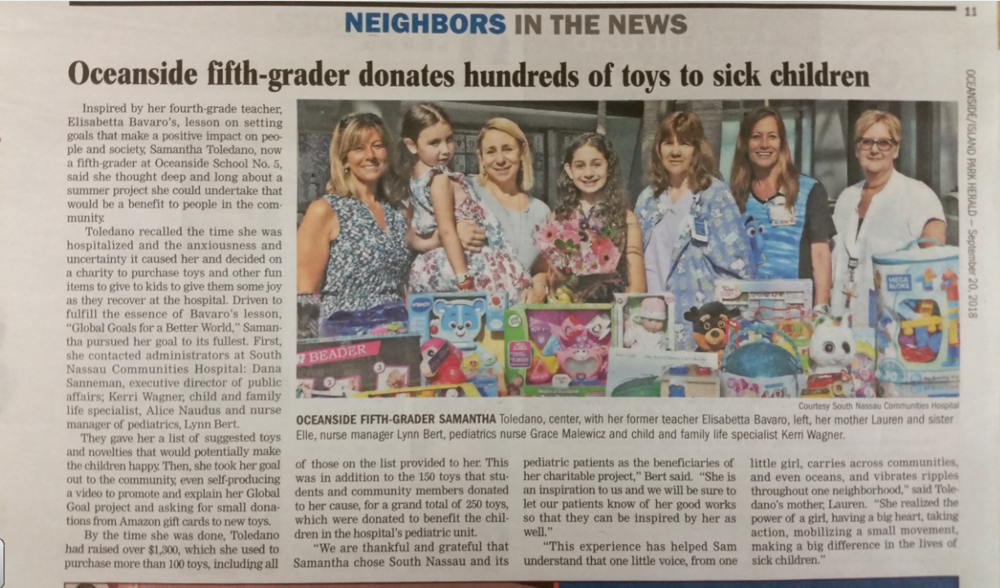 11
NEIGHBORS IN THE NEWS
Oceanside fifth-grader donates hundreds of toys to sick children
OCEANSIDE/ISLAND PARK HERALD — September 20, 2018
Inspired by her fourth-grade teacher,
Elisabetta Bavaro's, lesson on setting
goals that make a positive impact on peo-
ple and society, Samantha Toledano, now
a fifth-grader at Oceanside School No. 5,
said she thought deep and long about a
summer project she could undertake that
would be a benefit to people in the com-
munity.
Toledano recalled the time she was
hospitalized and the anxiousness and
uncertainty it caused her and decided on
a charity to purchase toys and other fun
items to give to kids to give them some joy
as they recover at the hospital. Driven to
fulfill the essence of Bavaro's lesson,
"Global Goals for a Better World," Saman-
tha pursued her goal to its fullest. First,
she contacted administrators at South
Nassau Communities Hospital: Dana
Sanneman, executive director of public
affairs; Kerri Wagner, child and family
life specialist, Alice Naudus and nurse
manager of pediatrics, Lynn Bert.
They gave her a list of suggested toys
and novelties that would potentially make
the children happy. Then, she took her goal
out to the community, even self-producing
a video to promote and explain her Global
Goal project and asking for small dona-
tions from Amazon gift cards to new toys.
By the time she was done, Toledano
had raised over $1,300, which she used to
purchase more than 100 toys, including all
vtech
MEGA
BLOKS
BEADER
2
3
Courtesy South Nassau Communities Hospital
OCEANSIDE FIFTH-GRADER SAMANTHA Toledano, center, with her former teacher Elisabetta Bavaro, left, her mother Lauren and sister
Elle, nurse manager Lynn Bert, pediatrics nurse Grace Malewicz and child and family life specialist Kerri Wagner.
of those on the list provided to her. This
was in addition to the 150 toys that stu-
dents and community members donated
to her cause, for a grand total of 250 toys,
which were donated to benefit the chil-
dren in the hospital's pediatric unit.
"We are thankful and grateful that
Samantha chose South Nassau and its
pediatric patients as the beneficiaries of
her charitable project," Bert said. "She is
an inspiration to us and we will be sure to
let our patients know of her good works
so that they can be inspired by her as
well."
"This experience has helped Sam
understand that one little voice, from one
little girl, carries across communities,
and even oceans, and vibrates ripples
throughout one neighborhood," said Tole-
dano's mother, Lauren. "She realized the
power of a girl, having a big heart, taking
action, mobilizing a small movement,
making a big difference in the lives of
sick children."